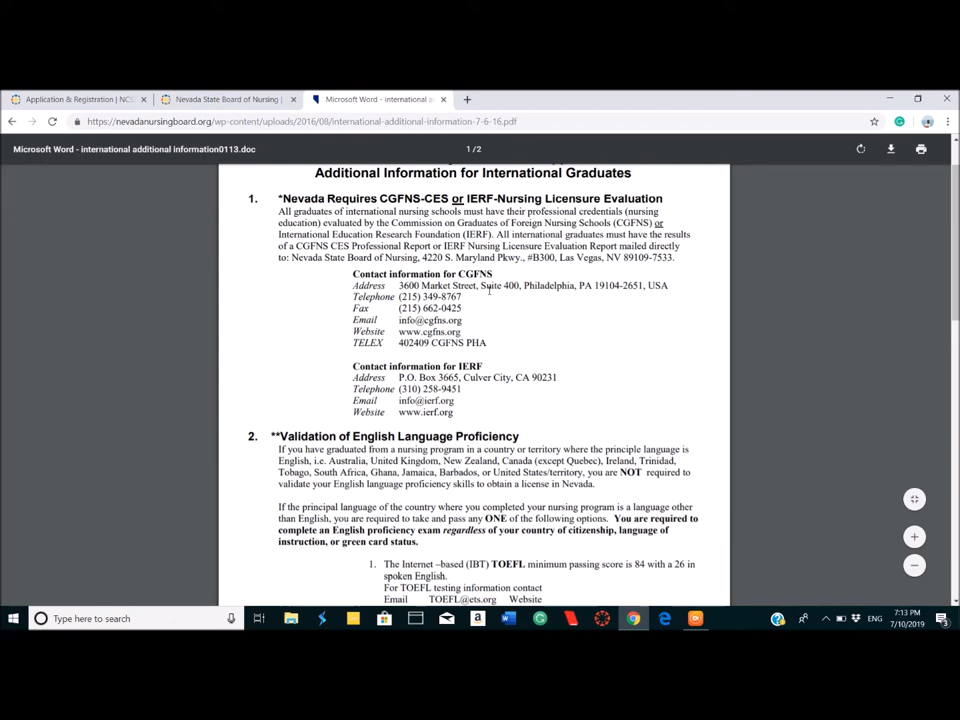 Application & Registration | NCS
Nevada State Board of Nursing |
Microsoft Word - international a
https://nevadanursingboard.org/wp-content/uploads/2016/08/international-additional-information-7-6-16.pdf
Microsoft Word - international additional information0113.doc
1 / 2
Additional Information for International Graduates
1. *Nevada Requires CGFNS-CES or IERF-Nursing Licensure Evaluation
All graduates of international nursing schools must have their professional credentials (nursing
education) evaluated by the Commission on Graduates of Foreign Nursing Schools (CGFNS) or
International Education Research Foundation (IERF). All international graduates must have the results
of a CGFNS CES Professional Report or IERF Nursing Licensure Evaluation Report mailed directly
to: Nevada State Board of Nursing, 4220 S. Maryland Pkwy., #B300, Las Vegas, NV 89109-7533.
Contact information for CGFNS
Address 3600 Market Street, Suite 400, Philadelphia, PA 19104-2651, USA
Telephone (215) 349-8767
Fax (215) 662-0425
Email info@cgfns.org
Website www.cgfns.org
TELEX 402409 CGFNS PHA
Contact information for IERF
Address P.O. Box 3665, Culver City, CA 90231
Telephone (310) 258-9451
Email info@ierf.org
Website www.ierf.org
2. **Validation of English Language Proficiency
If you have graduated from a nursing program in a country or territory where the principle language is
English, i.e. Australia, United Kingdom, New Zealand, Canada (except Quebec), Ireland, Trinidad,
Tobago, South Africa, Ghana, Jamaica, Barbados, or United States/territory, you are NOT required to
validate your English language proficiency skills to obtain a license in Nevada.
If the principal language of the country where you completed your nursing program is a language other
than English, you are required to take and pass any ONE of the following options. You are required to
complete an English proficiency exam regardless of your country of citizenship, language of
instruction, or green card status.
1. The Internet –based (IBT) TOEFL minimum passing score is 84 with a 26 in
spoken English.
For TOEFL testing information contact
Email TOEFL@ets.org Website
Type here to search
ENG
7:13 PM
7/10/2019